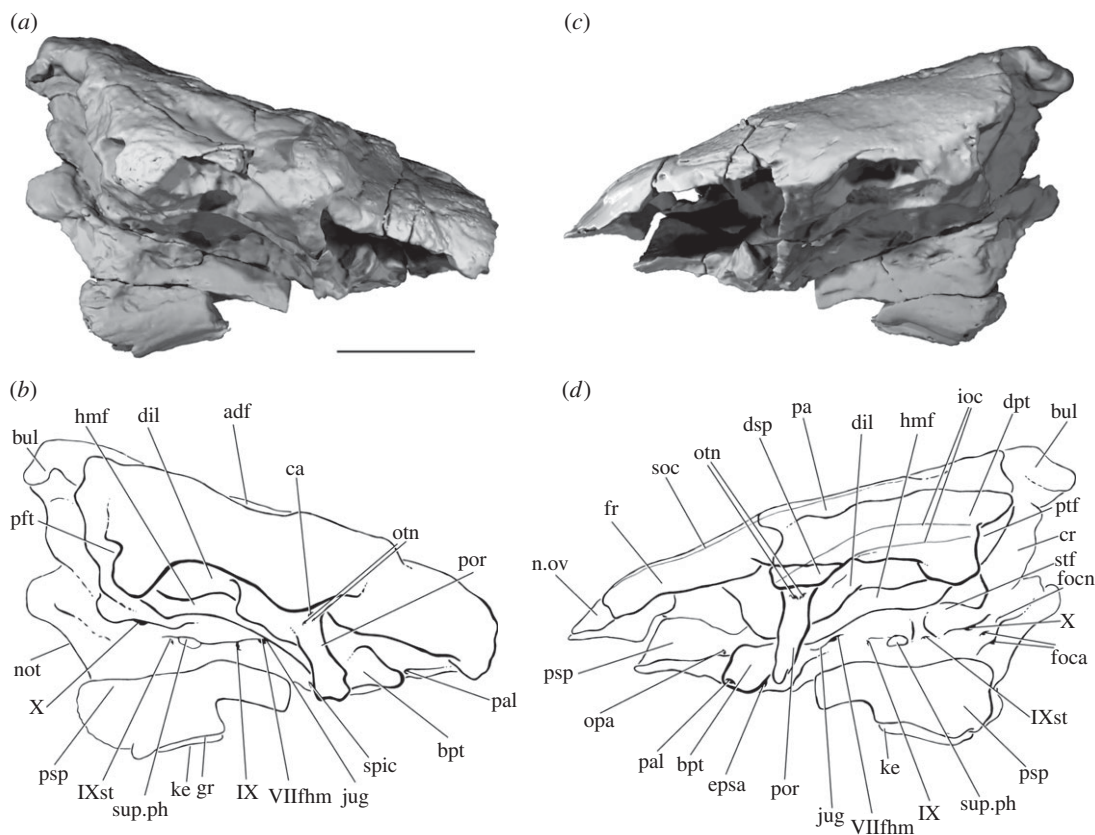 (a)
(c)
(b)
hmf
dil
adf
bul
ca
otn
pft
por
not
X
pal
psp
bpt
IXst
spic
sup.ph
ke
gr
IX
VIIfhm
jug
(d)
ioc
pa
hmf
dpt
dsp
dil
otn
bul
soc
fr
ptf
cr
stf
n.ov
focn
X
psp
foca
opa
IXst
pal
bpt
epsa
ke
psp
por
sup.ph
jug
IX
VIIfhm